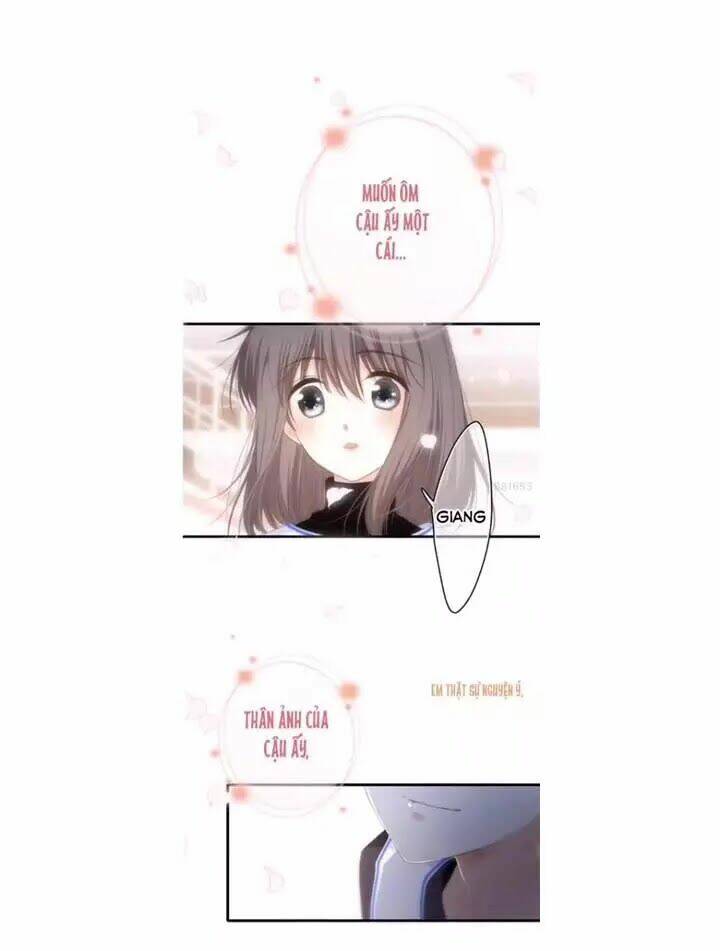 MUỐN ÔM
CẬU ẤY MỘT
CÁI...
GIANG
EM THẬT SỰ NGUYỆN Ý,
THÂN ẢNH CỦA
CẬU ẤY,